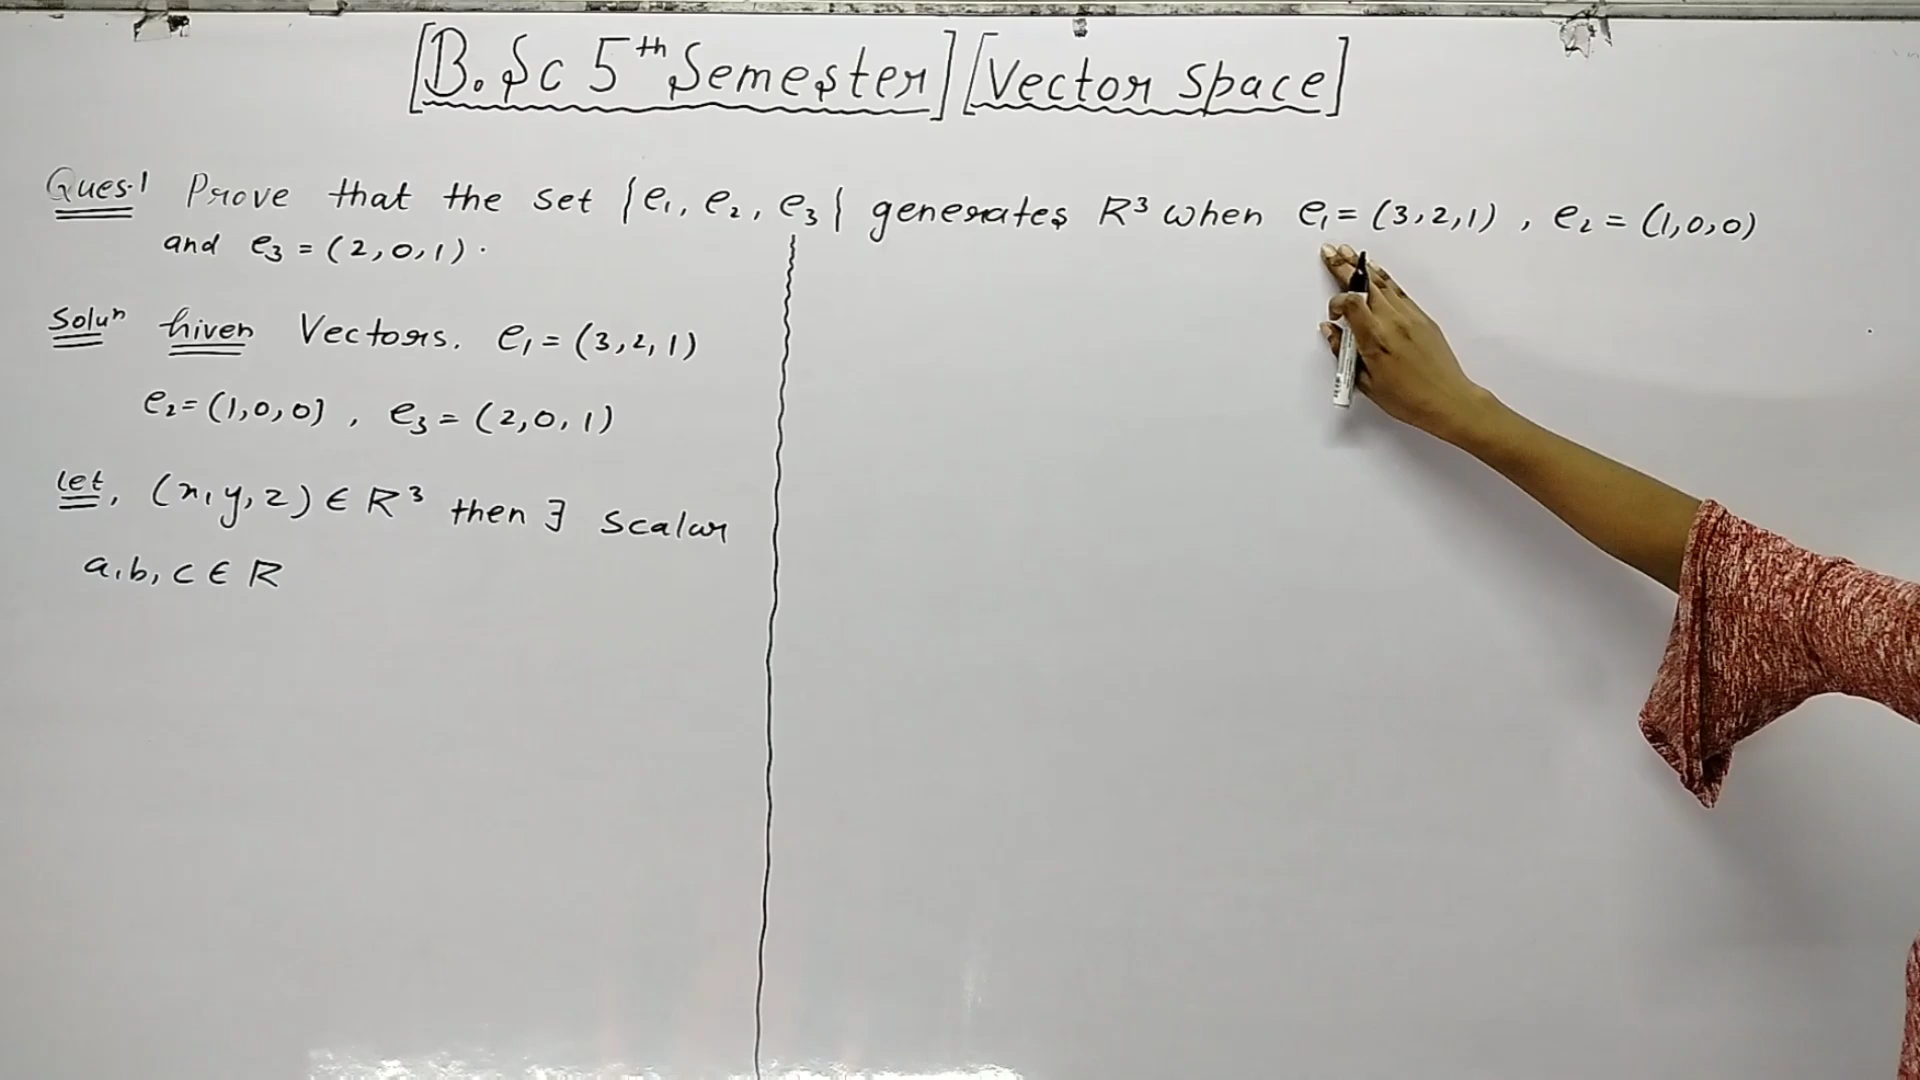 [B.Sc 5th Semester] [Vector Space]
Ques.1 Prove that the set {e₁, e₂, e₃} generates R³ when e₁ = (3,2,1), e₂ = (1,0,0)
and e₃ = (2,0,1).
Soluⁿ Given Vectors. e₁ = (3,2,1)
e₂ = (1,0,0), e₃ = (2,0,1)
let, (x,y,z) ∈ R³ then ∃ Scalar
a,b,c ∈ R